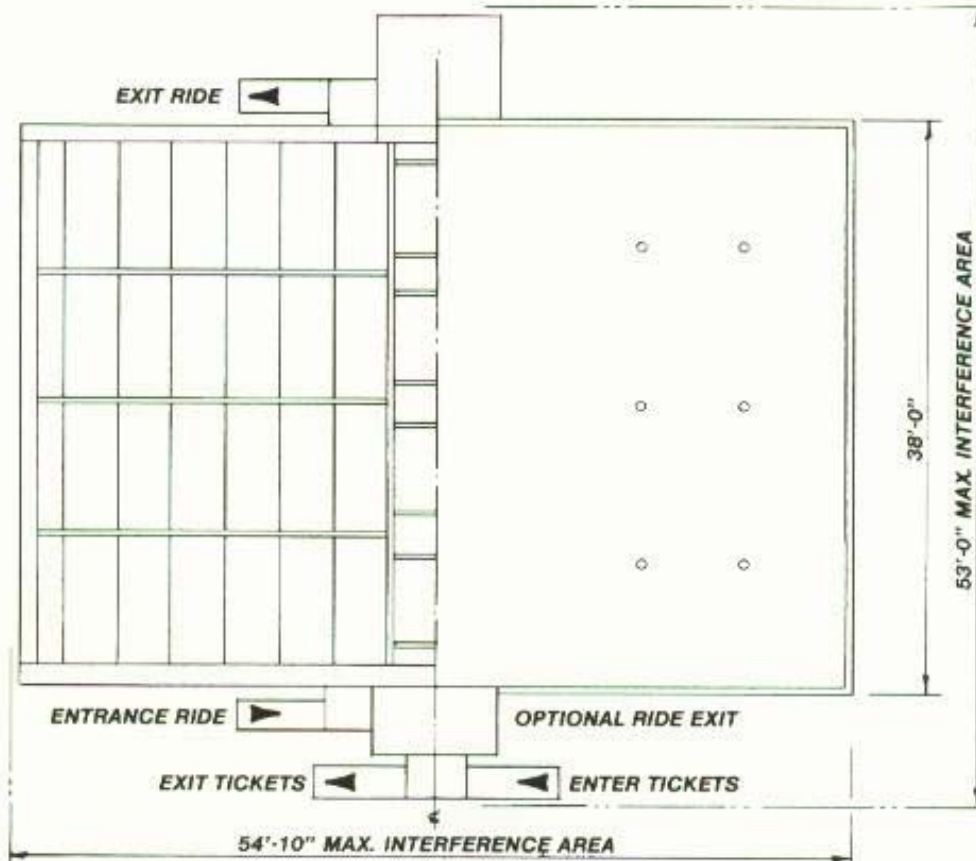 EXIT RIDE
38'-0"
53'-0" MAX. INTERFERENCE AREA
ENTRANCE RIDE
OPTIONAL RIDE EXIT
EXIT TICKETS
ENTER TICKETS
℄
54'-10" MAX. INTERFERENCE AREA